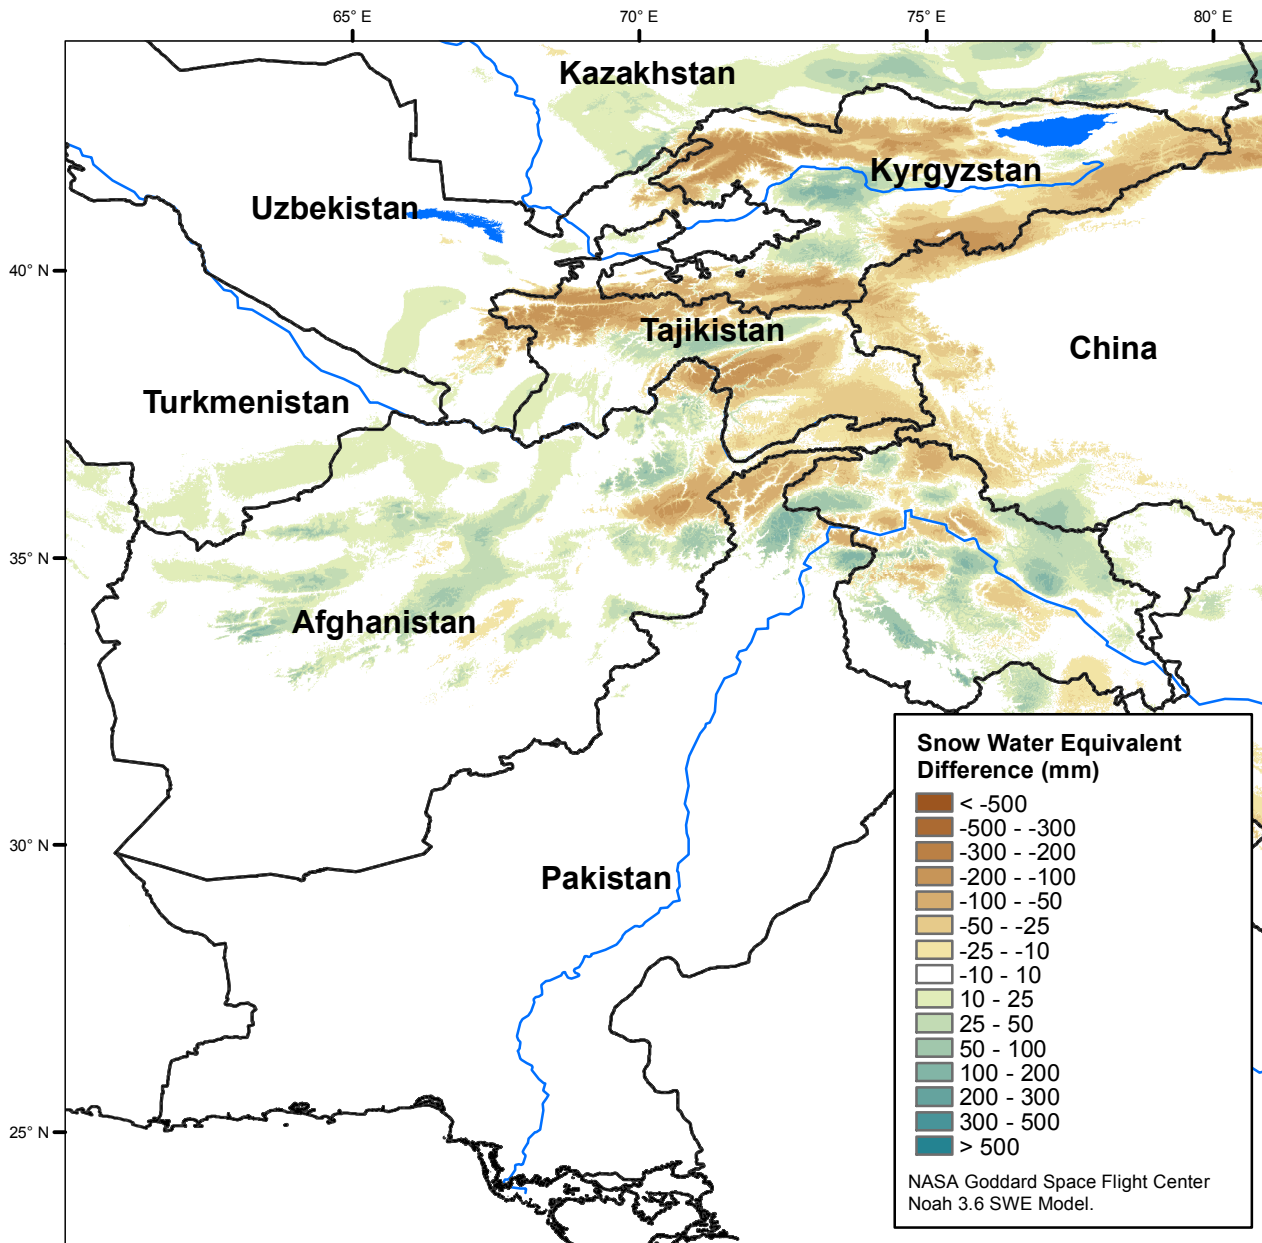 65° E
70° E
75° E
80° E
Kazakhstan
Kyrgyzstan
Uzbekistan
40° N
Tajikistan
China
Turkmenistan
35° N
Afghanistan
30° N
Pakistan
25° N
Snow Water Equivalent
Difference (mm)
< -500
-500 - -300
-300 - -200
-200 - -100
-100 - -50
-50 - -25
-25 - -10
-10 - 10
10 - 25
25 - 50
50 - 100
100 - 200
200 - 300
300 - 500
> 500
NASA Goddard Space Flight Center
Noah 3.6 SWE Model.